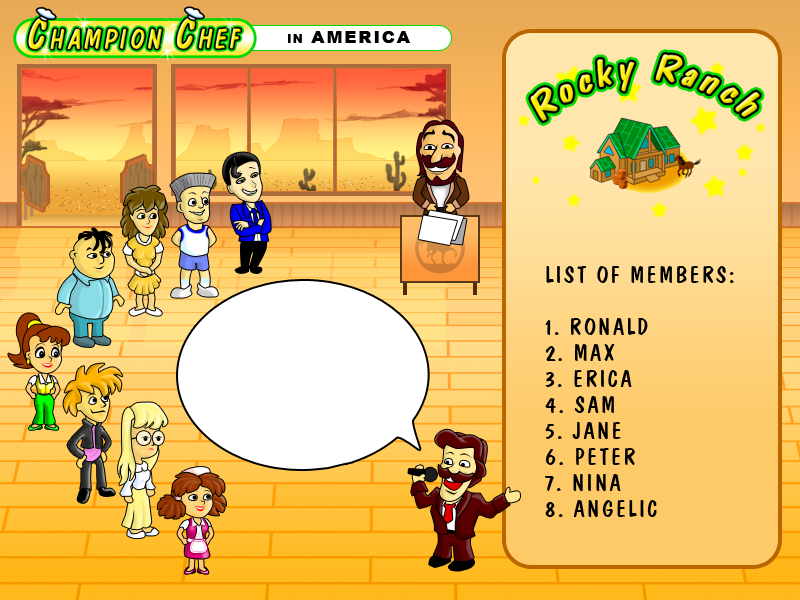 CHAMPION CHEF
IN AMERICA
Rocky Ranch
LIST OF MEMBERS:
1. RONALD
2. MAX
3. ERICA
4. SAM
5. JANE
6. PETER
7. NINA
8. ANGELIC